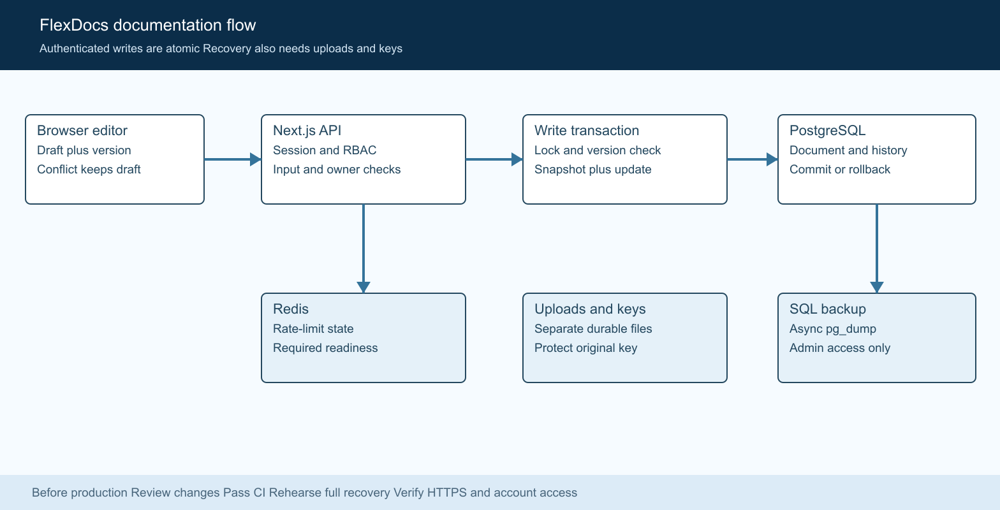 FlexDocs documentation flow
Authenticated writes are atomic Recovery also needs uploads and keys
Browser editor
Draft plus version
Conflict keeps draft
Next.js API
Session and RBAC
Input and owner checks
Write transaction
Lock and version check
Snapshot plus update
PostgreSQL
Document and history
Commit or rollback
Redis
Rate-limit state
Required readiness
Uploads and keys
Separate durable files
Protect original key
SQL backup
Async pg_dump
Admin access only
Before production Review changes Pass CI Rehearse full recovery Verify HTTPS and account access